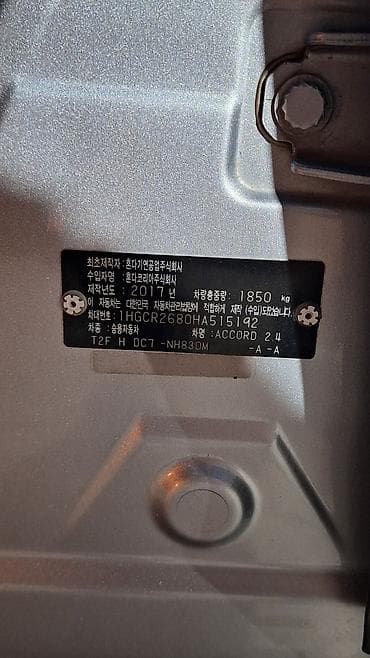 최초제작자 : 혼다기연공업주식회사
수입자명 : 혼다코리아주식회사
제작년도 : 2017 년 차량총중량 : 1850 kg
이 자동차는 대한민국 자동차관리법령에 적합하게 제작 (수입)되었습니다.
차대번호 : 1HGCR2680HA515192
차종 : 승용자동차 차명 : ACCORD 2.4
T2F H DC7 -NH830M -A -A